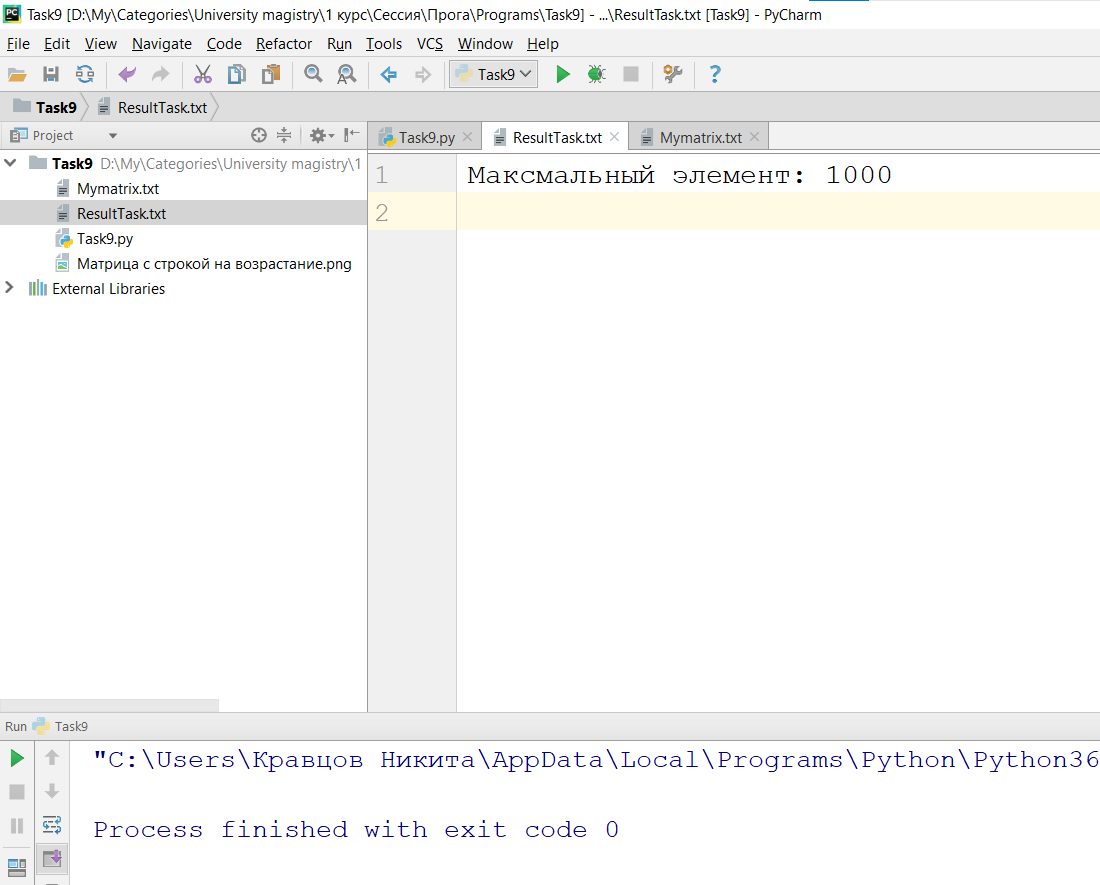 PC Task9 [D:\My\Categories\University magistry\1 курс\Сессия\Прога\Programs\Task9] - ...\ResultTask.txt [Task9] - PyCharm
File Edit View Navigate Code Refactor Run Tools VCS Window Help
Task9
Task9 ResultTask.txt
Project
Task9.py ResultTask.txt Mymatrix.txt
Task9 D:\My\Categories\University magistry\1
Mymatrix.txt
ResultTask.txt
Task9.py
Матрица с строкой на возрастание.png
External Libraries
1 Максмальный элемент: 1000
2
Run Task9
"C:\Users\Кравцов Никита\AppData\Local\Programs\Python\Python36
Process finished with exit code 0